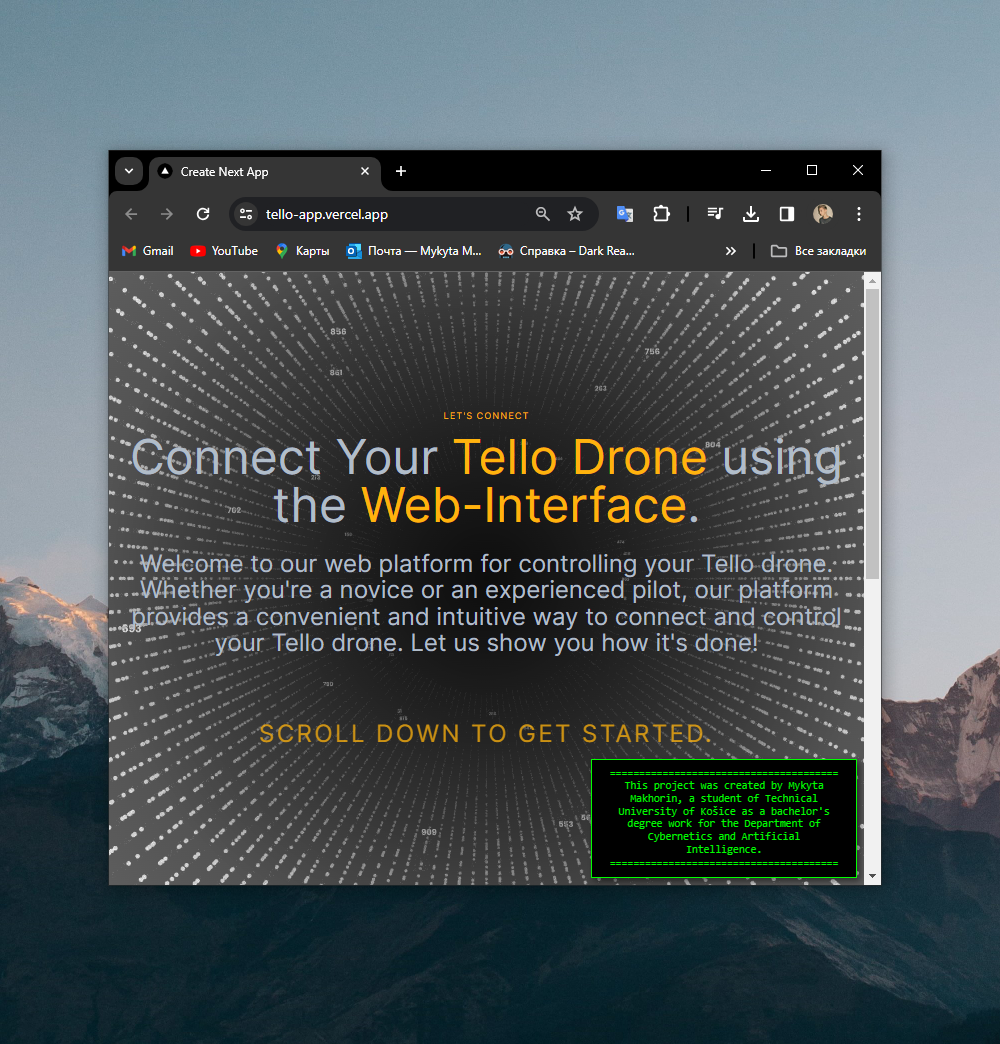 Create Next App
tello-app.vercel.app
Gmail YouTube Карты Почта — Mykyta M... Справка – Dark Rea... Все закладки
856
756
861
263
LET'S CONNECT
804
Connect Your Tello Drone using
the Web-Interface.
702
Welcome to our web platform for controlling your Tello drone.
Whether you're a novice or an experienced pilot, our platform
provides a convenient and intuitive way to connect and control
593
your Tello drone. Let us show you how it's done!
SCROLL DOWN TO GET STARTED.
909
553
=======================================
This project was created by Mykyta
Makhorin, a student of Technical
University of Košice as a bachelor's
degree work for the Department of
Cybernetics and Artificial
Intelligence.
=======================================